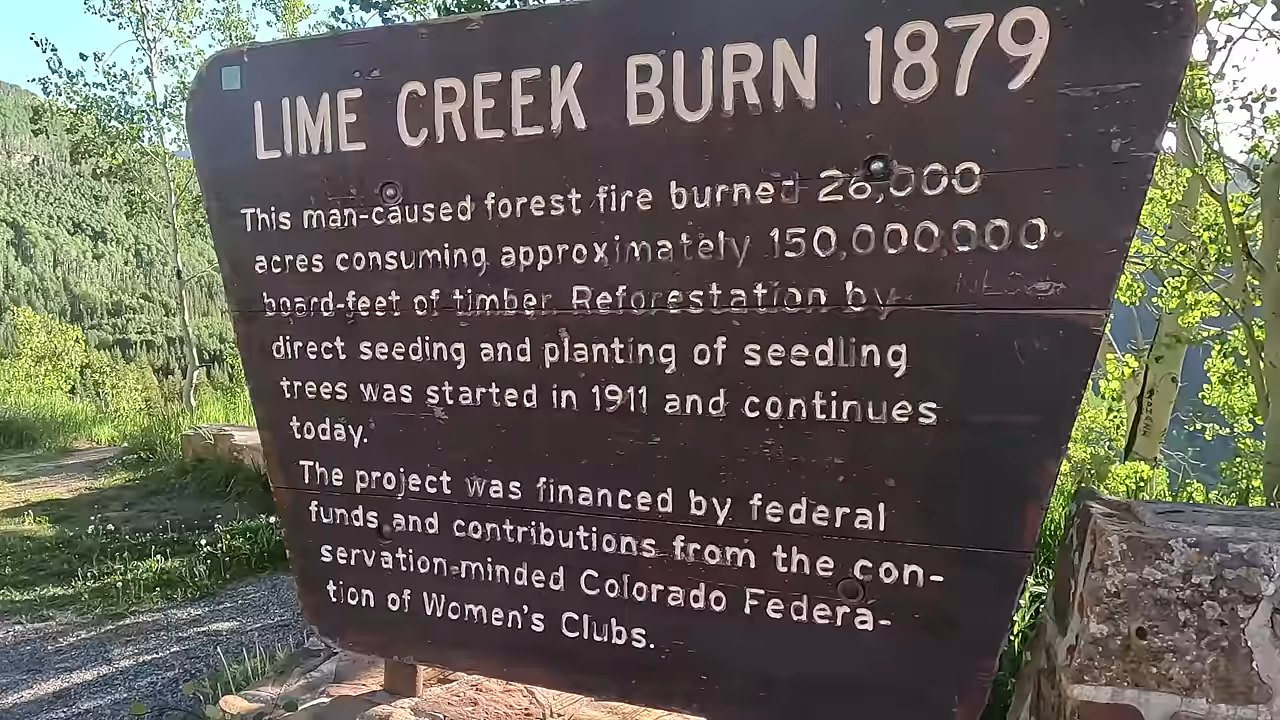 LIME CREEK BURN 1879
This man-caused forest fire burned 26,000
acres consuming approximately 150,000,000
board-feet of timber. Reforestation by
direct seeding and planting of seedling
trees was started in 1911 and continues
today.
The project was financed by federal
funds and contributions from the con-
servation-minded Colorado Federa-
tion of Women's Clubs.